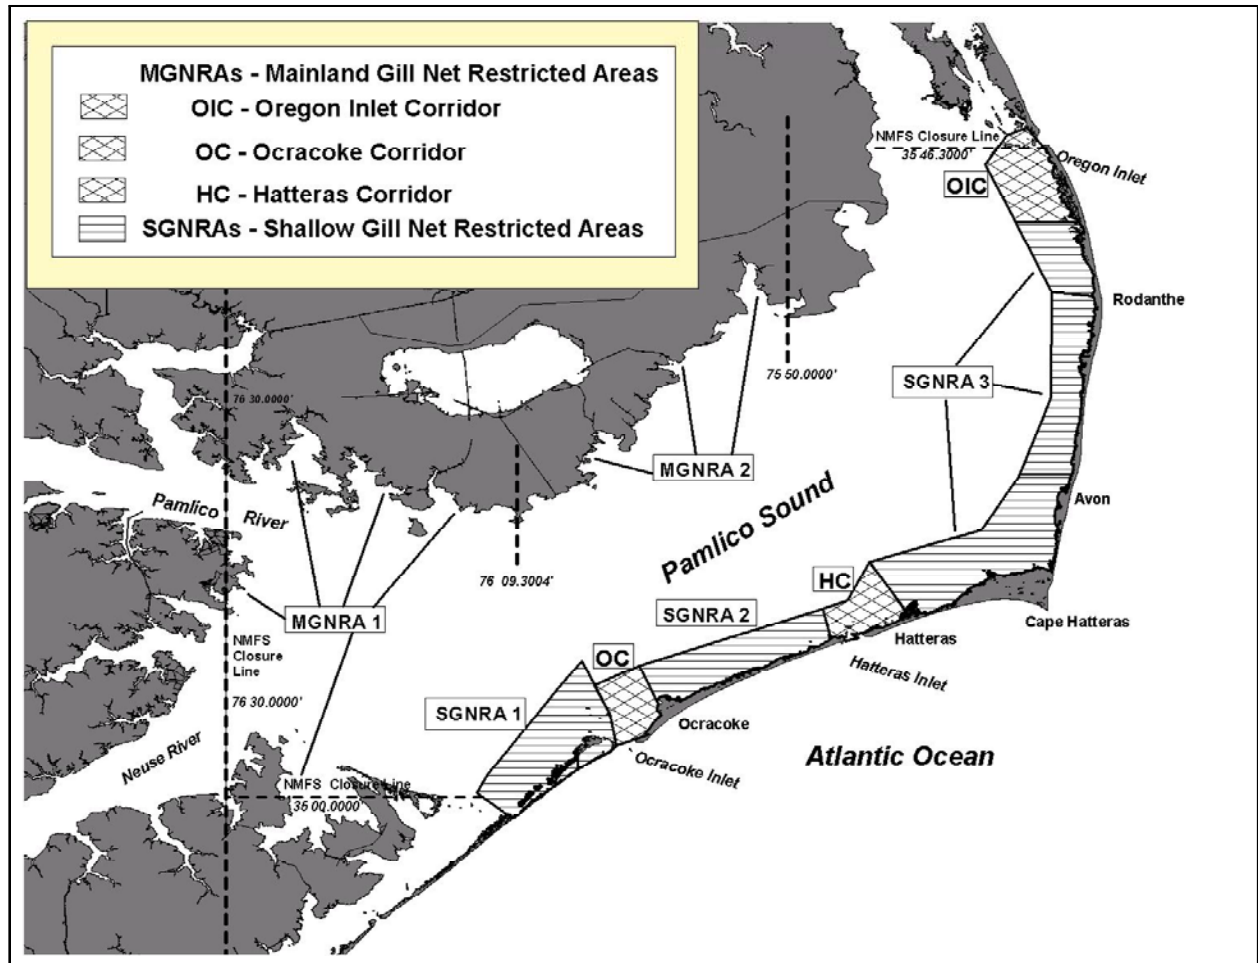 MGNRAs - Mainland Gill Net Restricted Areas
OIC - Oregon Inlet Corridor
OC - Ocracoke Corridor
HC - Hatteras Corridor
SGNRAs - Shallow Gill Net Restricted Areas
NMFS Closure Line
35 46.3000'
Oregon Inlet
OIC
Rodanthe
75 50.0000'
SGNRA 3
76 30.0000'
MGNRA 2
Pamlico River
Pamlico Sound
Avon
76 09.3004'
HC
MGNRA 1
SGNRA 2
Cape Hatteras
Hatteras
NMFS
Closure
Line
OC
Hatteras Inlet
76 30.0000'
SGNRA 1
Ocracoke
Neuse River
Ocracoke Inlet
Atlantic Ocean
NMFS Closure Line
35 00.0000'